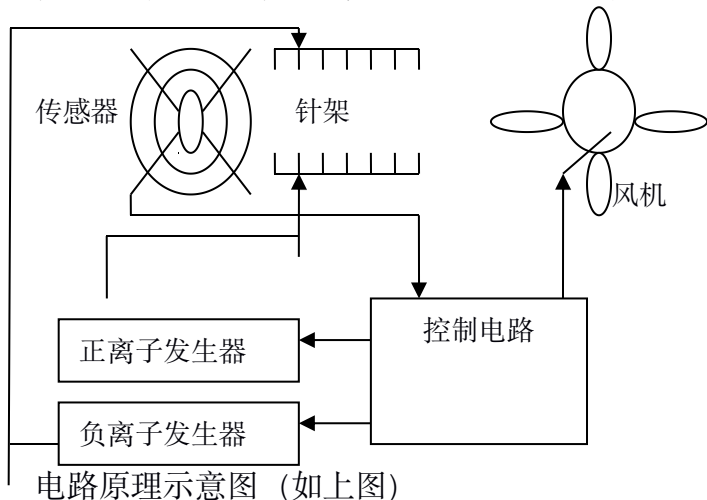 传感器
针架
风机
控制电路
正离子发生器
负离子发生器
电路原理示意图（如上图）